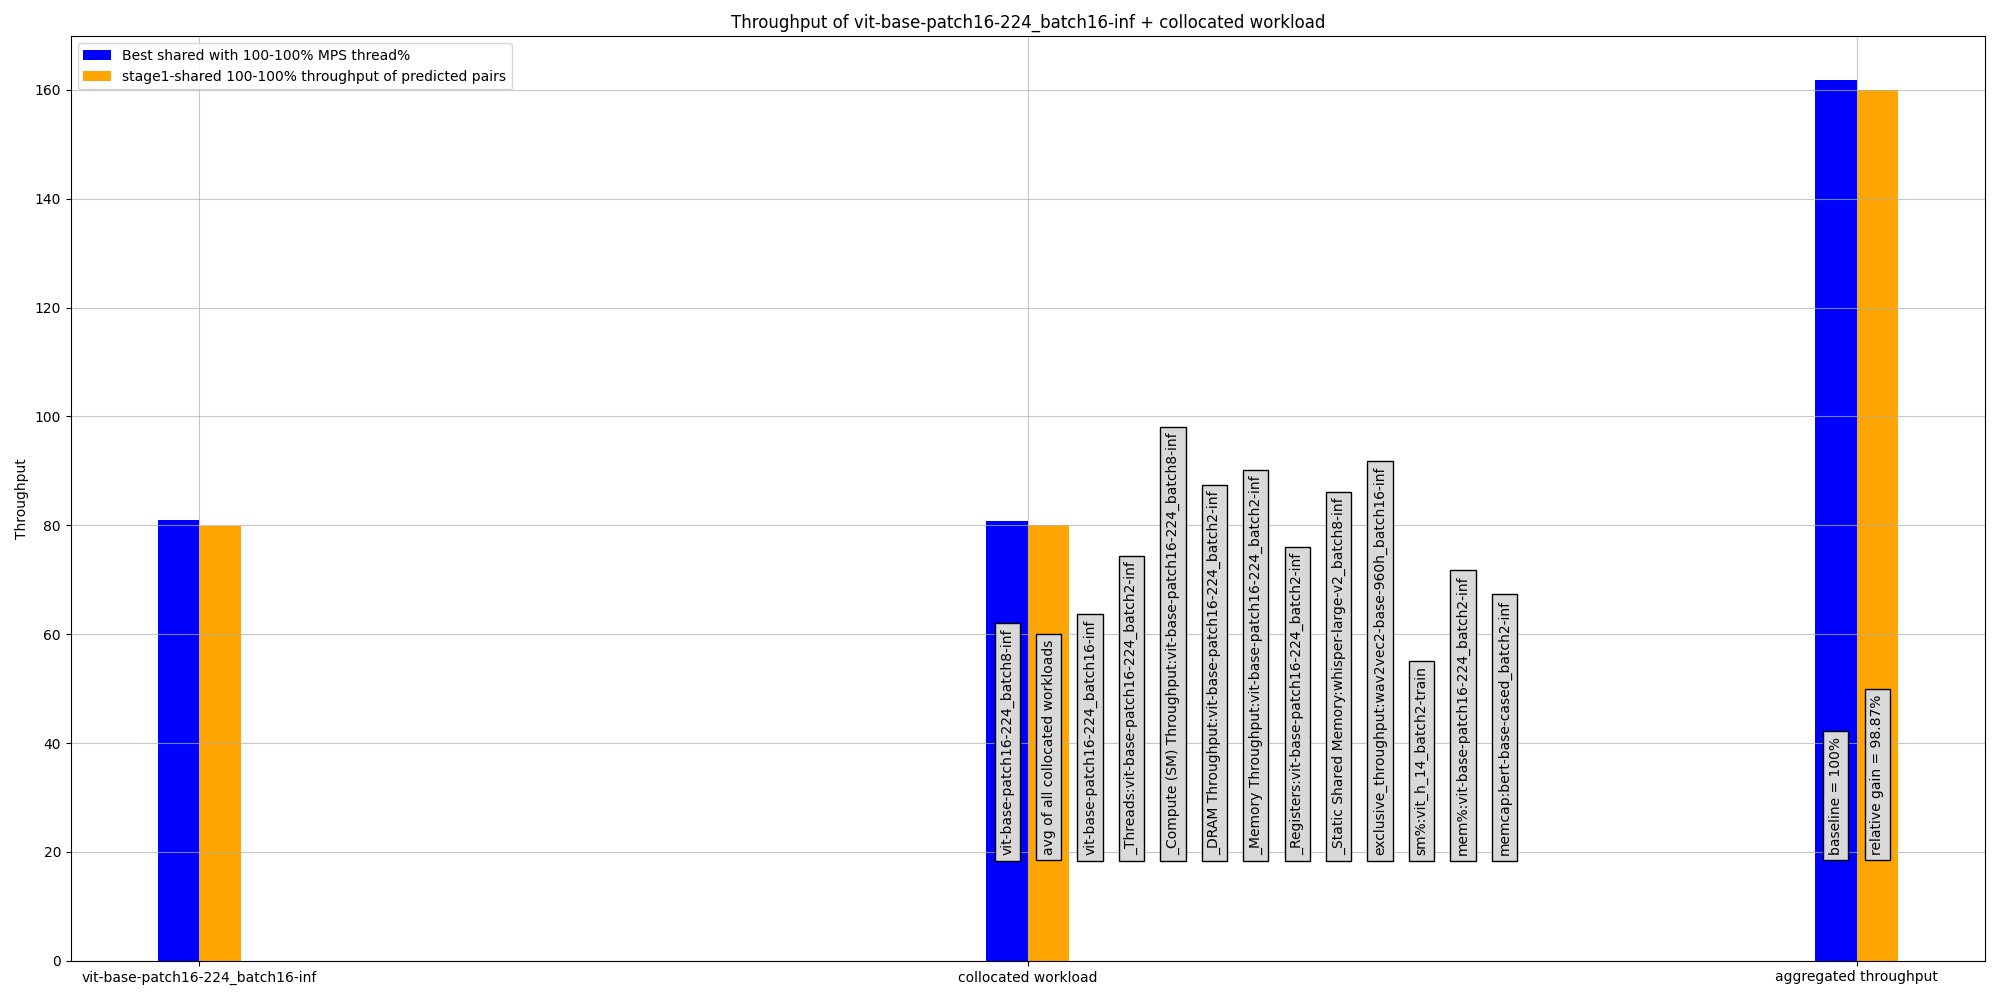 Throughput of vit-base-patch16-224_batch16-inf + collocated workload
Best shared with 100-100% MPS thread%
stage1-shared 100-100% throughput of predicted pairs
Throughput
160
140
120
100
80
60
40
20
0
vit-base-patch16-224_batch8-inf
avg of all collocated workloads
vit-base-patch16-224_batch16-inf
_Threads:vit-base-patch16-224_batch2-inf
_Compute (SM) Throughput:vit-base-patch16-224_batch8-inf
_DRAM Throughput:vit-base-patch16-224_batch2-inf
_Memory Throughput:vit-base-patch16-224_batch2-inf
_Registers:vit-base-patch16-224_batch2-inf
_Static Shared Memory:whisper-large-v2_batch8-inf
exclusive_throughput:wav2vec2-base-960h_batch16-inf
sm%:vit_h_14_batch2-train
mem%:vit-base-patch16-224_batch2-inf
memcap:bert-base-cased_batch2-inf
baseline = 100%
relative gain = 98.87%
vit-base-patch16-224_batch16-inf
collocated workload
aggregated throughput